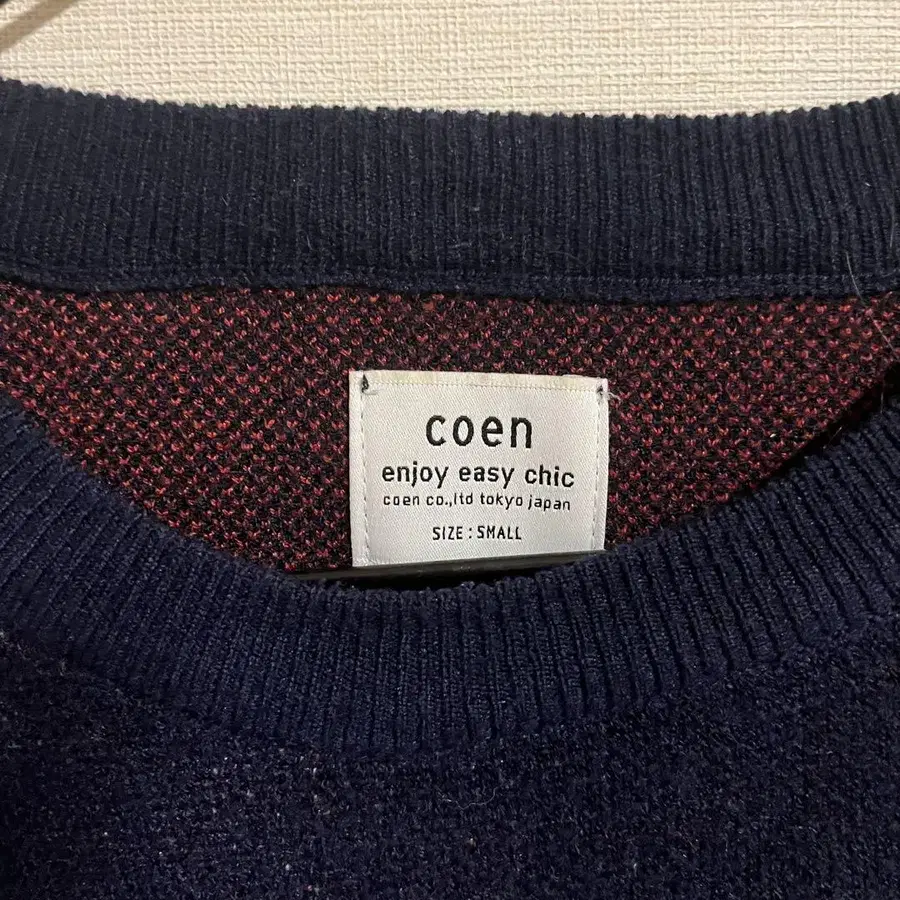 coen
enjoy easy chic
coen co.,ltd tokyo japan
SIZE : SMALL